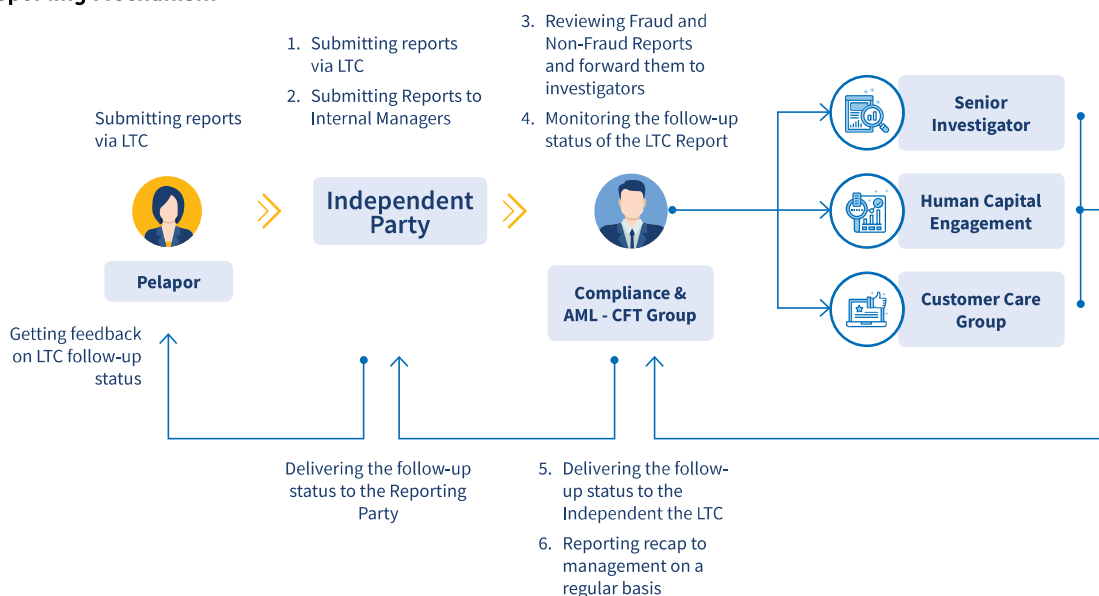 Submitting reports
via LTC
Pelapor
Getting feedback
on LTC follow-up
status
1. Submitting reports
via LTC
2. Submitting Reports to
Internal Managers
Independent
Party
Delivering the follow-up
status to the Reporting
Party
3. Reviewing Fraud and
Non-Fraud Reports
and forward them to
investigators
4. Monitoring the follow-up
status of the LTC Report
Compliance &
AML - CFT Group
5. Delivering the follow-
up status to the
Independent the LTC
6. Reporting recap to
management on a
regular basis
Senior
Investigator
Human Capital
Engagement
Customer Care
Group